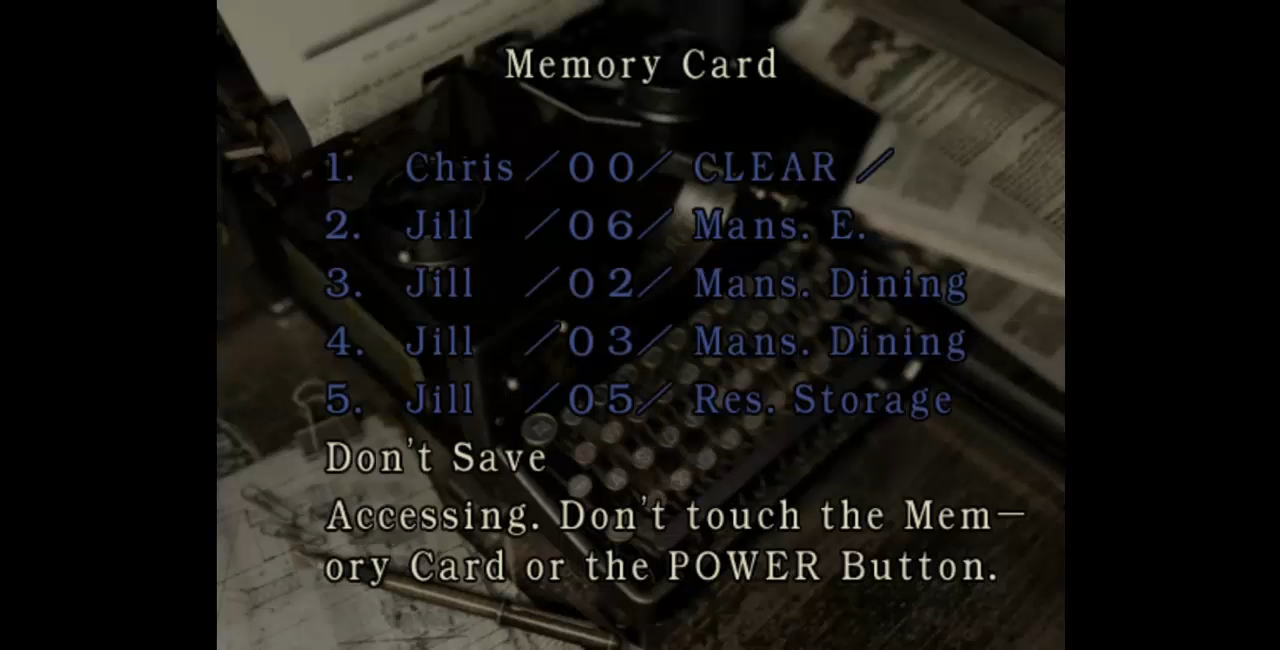 Memory Card
1. Chris / 00 / CLEAR /
2. Jill / 06 / Mans. E.
3. Jill / 02 / Mans. Dining
4. Jill / 03 / Mans. Dining
5. Jill / 05 / Res. Storage
Don't Save
Accessing. Don't touch the Mem-
ory Card or the POWER Button.